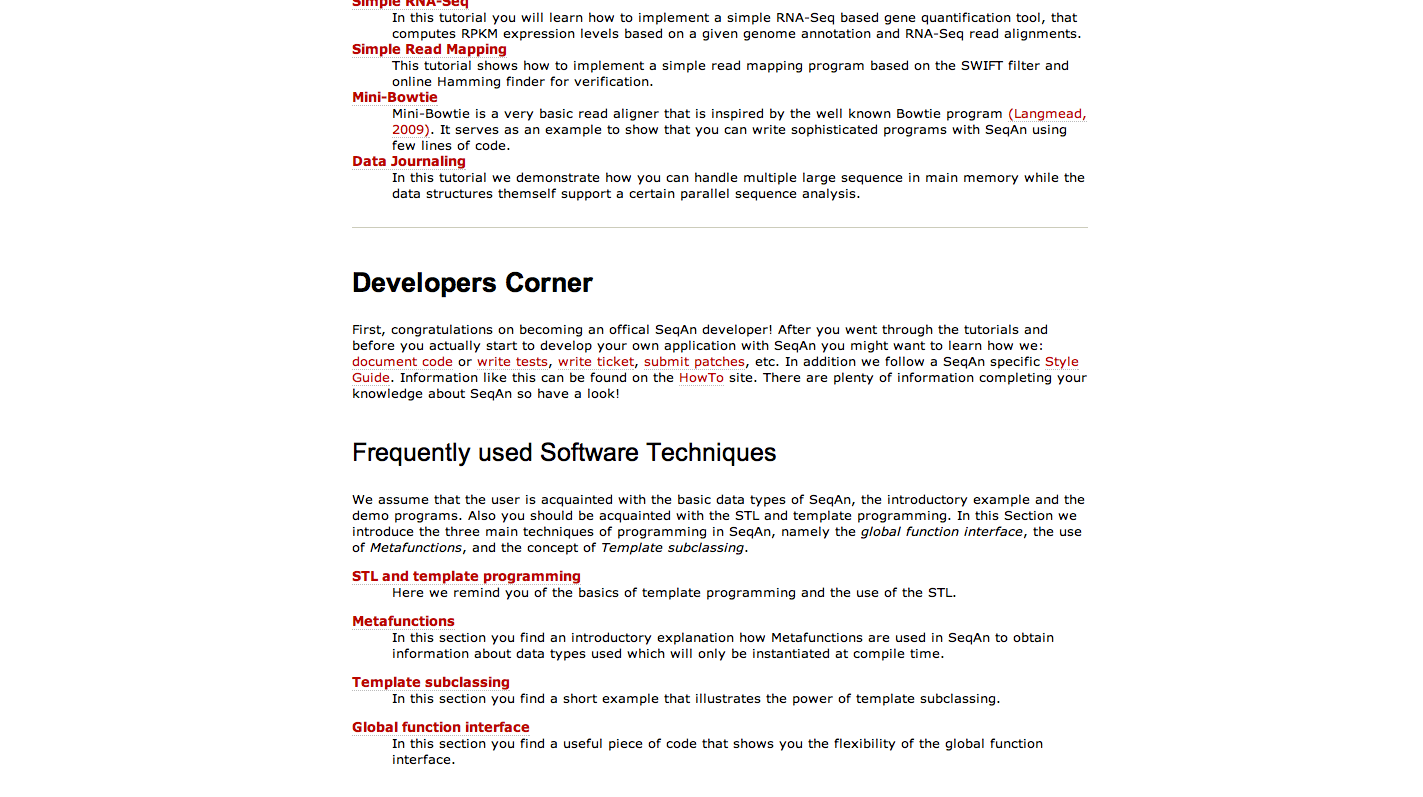 Simple RNA-Seq
In this tutorial you will learn how to implement a simple RNA-Seq based gene quantification tool, that
computes RPKM expression levels based on a given genome annotation and RNA-Seq read alignments.
Simple Read Mapping
This tutorial shows how to implement a simple read mapping program based on the SWIFT filter and
online Hamming finder for verification.
Mini-Bowtie
Mini-Bowtie is a very basic read aligner that is inspired by the well known Bowtie program (Langmead,
2009). It serves as an example to show that you can write sophisticated programs with SeqAn using
few lines of code.
Data Journaling
In this tutorial we demonstrate how you can handle multiple large sequence in main memory while the
data structures themself support a certain parallel sequence analysis.
Developers Corner
First, congratulations on becoming an offical SeqAn developer! After you went through the tutorials and
before you actually start to develop your own application with SeqAn you might want to learn how we:
document code or write tests, write ticket, submit patches, etc. In addition we follow a SeqAn specific Style
Guide. Information like this can be found on the HowTo site. There are plenty of information completing your
knowledge about SeqAn so have a look!
Frequently used Software Techniques
We assume that the user is acquainted with the basic data types of SeqAn, the introductory example and the
demo programs. Also you should be acquainted with the STL and template programming. In this Section we
introduce the three main techniques of programming in SeqAn, namely the global function interface, the use
of Metafunctions, and the concept of Template subclassing.
STL and template programming
Here we remind you of the basics of template programming and the use of the STL.
Metafunctions
In this section you find an introductory explanation how Metafunctions are used in SeqAn to obtain
information about data types used which will only be instantiated at compile time.
Template subclassing
In this section you find a short example that illustrates the power of template subclassing.
Global function interface
In this section you find a useful piece of code that shows you the flexibility of the global function
interface.